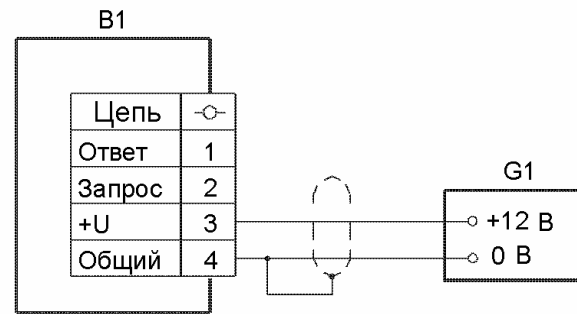 B1
Цепь
Ответ 1
Запрос 2
+U 3
Общий 4
G1
+12 В
0 В